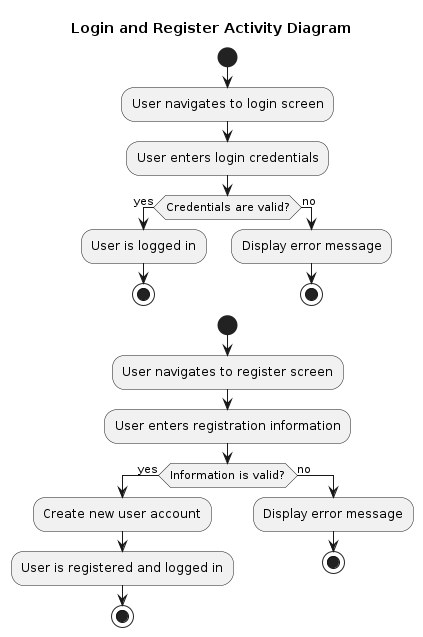 Login and Register Activity Diagram
User navigates to login screen
User enters login credentials
yes
Credentials are valid?
no
User is logged in
Display error message
User navigates to register screen
User enters registration information
yes
Information is valid?
no
Create new user account
Display error message
User is registered and logged in